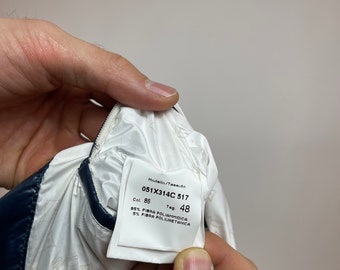 Modello/Tessuto
051X314C 517
Col. 86 Tag. 48
95% FIBRA POLIAMMIDICA
5% FIBRA POLIURETANICA